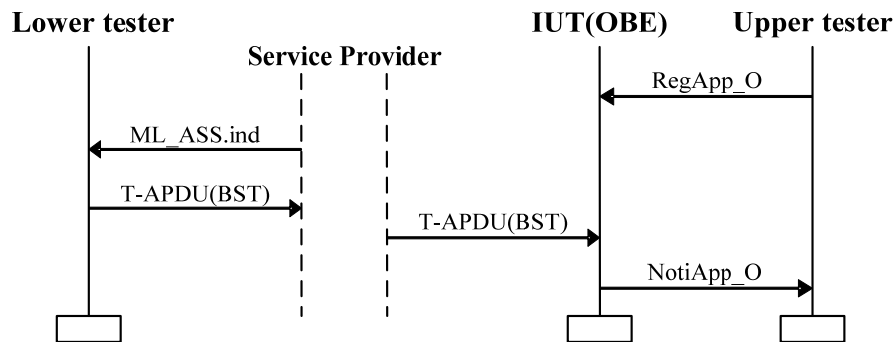 Lower tester
Service Provider
IUT(OBE)
Upper tester
RegApp_O
ML_ASS.ind
T-APDU(BST)
T-APDU(BST)
NotiApp_O